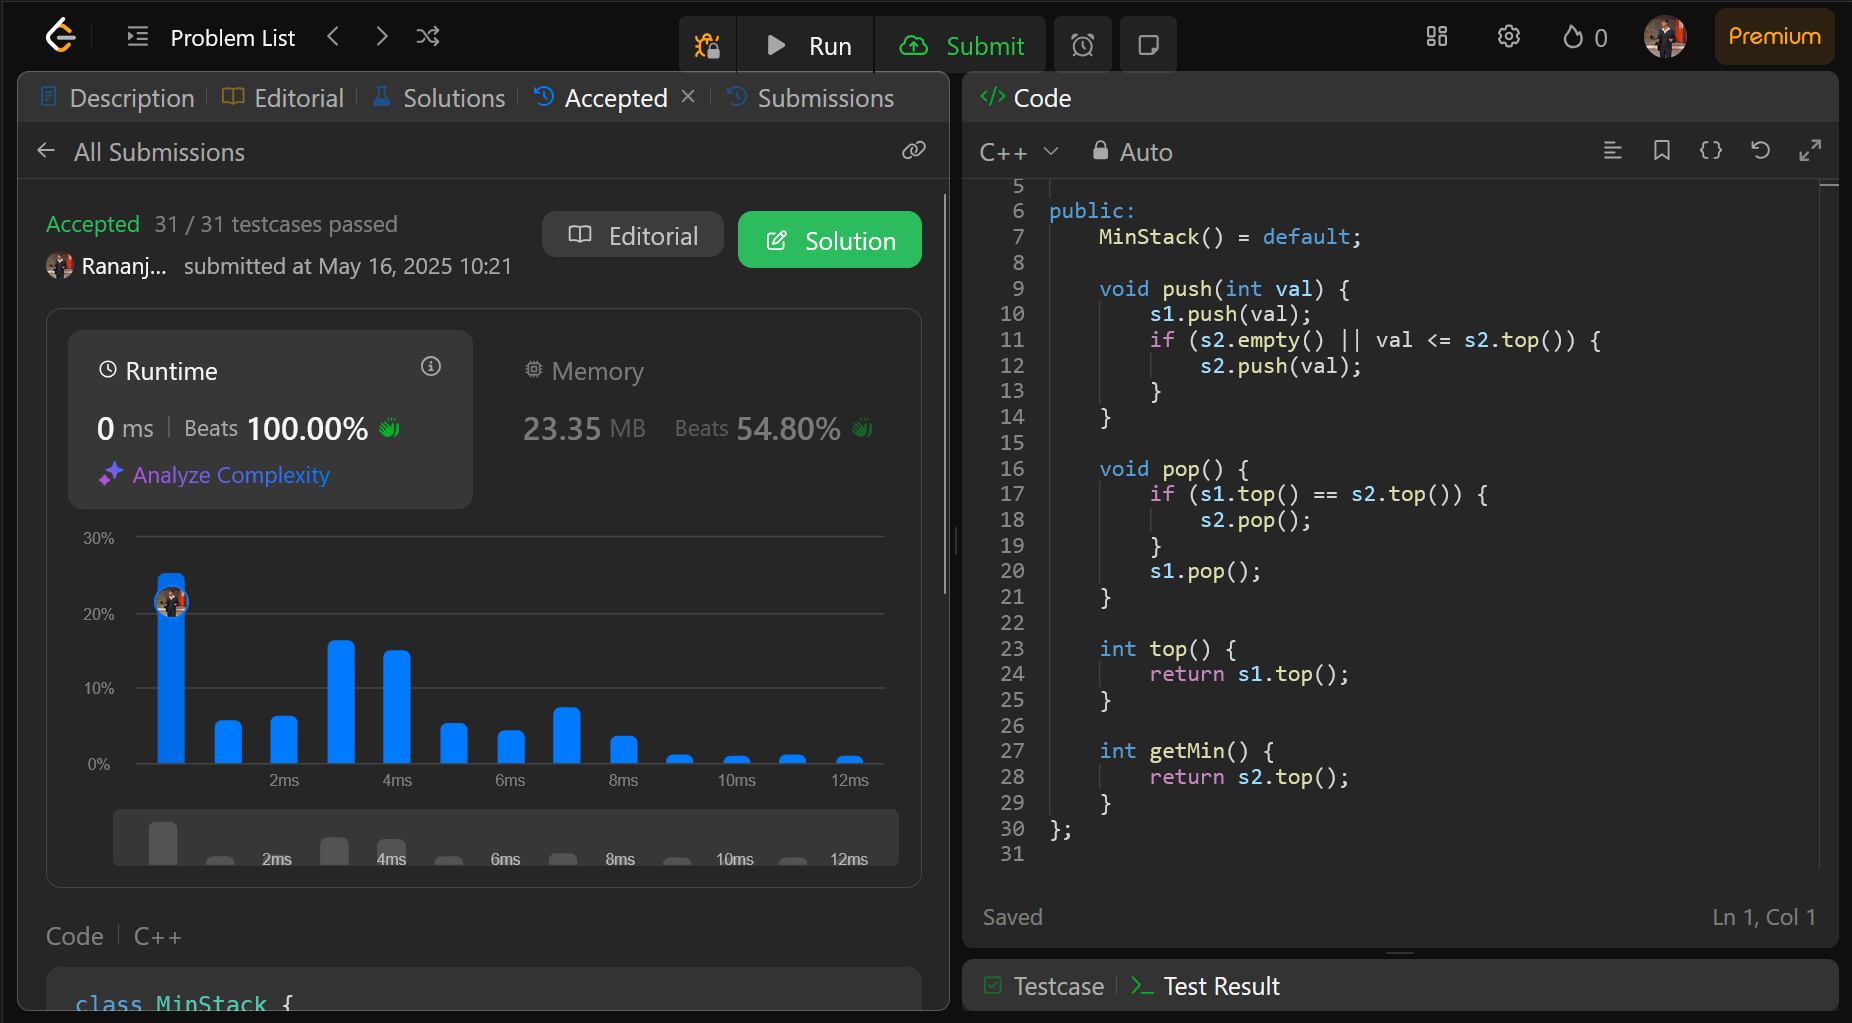 Problem List
Run
Submit
0
Premium
Description
Editorial
Solutions
Accepted
Submissions
All Submissions
Accepted 31 / 31 testcases passed
Rananj... submitted at May 16, 2025 10:21
Editorial
Solution
Runtime
0 ms
Beats 100.00%
Analyze Complexity
Memory
23.35 MB
Beats 54.80%
30%
20%
10%
0%
2ms 4ms 6ms 8ms 10ms 12ms
2ms 4ms 6ms 8ms 10ms 12ms
Code
C++
class MinStack {
</> Code
C++
Auto
5
6 public:
7     MinStack() = default;
8
9     void push(int val) {
10         s1.push(val);
11         if (s2.empty() || val <= s2.top()) {
12             s2.push(val);
13         }
14     }
15
16     void pop() {
17         if (s1.top() == s2.top()) {
18             s2.pop();
19         }
20         s1.pop();
21     }
22
23     int top() {
24         return s1.top();
25     }
26
27     int getMin() {
28         return s2.top();
29     }
30 };
31
Saved
Ln 1, Col 1
Testcase
Test Result